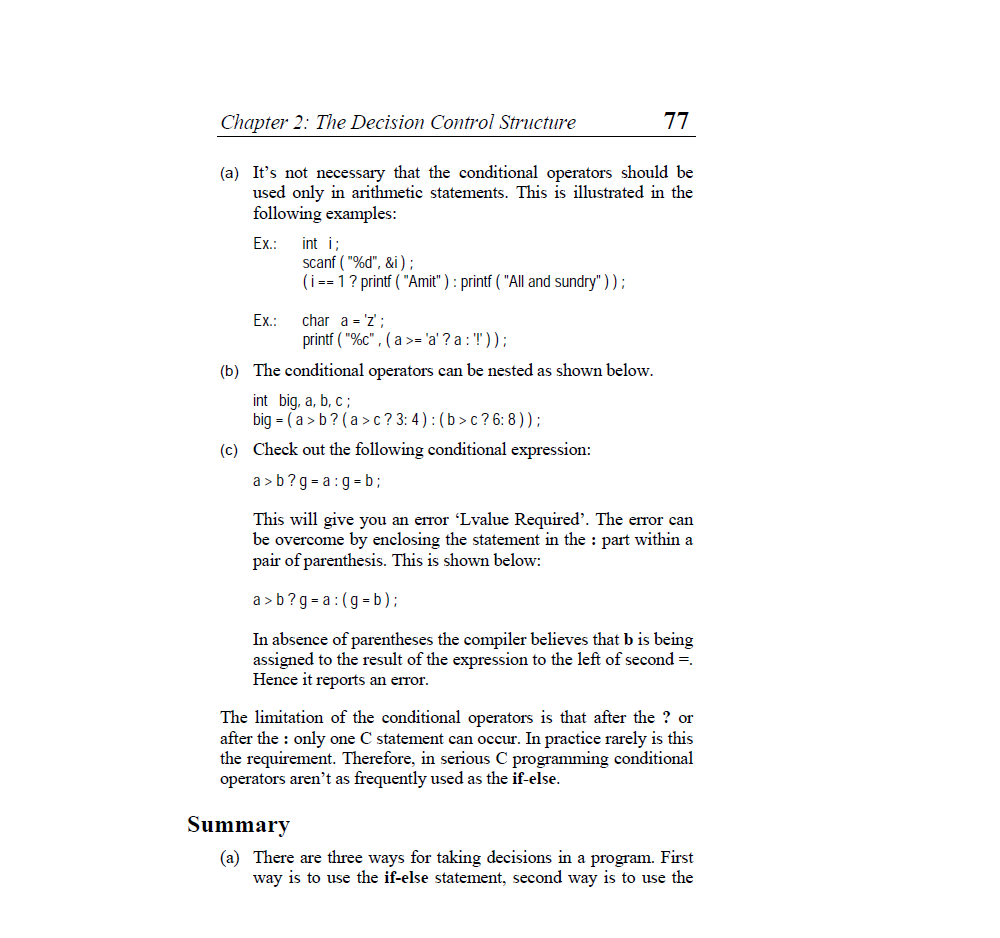 Chapter 2: The Decision Control Structure 77
(a) It’s not necessary that the conditional operators should be
used only in arithmetic statements. This is illustrated in the
following examples:
Ex.: int i ;
scanf ( "%d", &i ) ;
( i == 1 ? printf ( "Amit" ) : printf ( "All and sundry" ) ) ;
Ex.: char a = 'z' ;
printf ( "%c" , ( a >= 'a' ? a : '!' ) ) ;
(b) The conditional operators can be nested as shown below.
int big, a, b, c ;
big = ( a > b ? ( a > c ? 3: 4 ) : ( b > c ? 6: 8 ) ) ;
(c) Check out the following conditional expression:
a > b ? g = a : g = b ;
This will give you an error ‘Lvalue Required’. The error can
be overcome by enclosing the statement in the : part within a
pair of parenthesis. This is shown below:
a > b ? g = a : ( g = b ) ;
In absence of parentheses the compiler believes that b is being
assigned to the result of the expression to the left of second =.
Hence it reports an error.
The limitation of the conditional operators is that after the ? or
after the : only one C statement can occur. In practice rarely is this
the requirement. Therefore, in serious C programming conditional
operators aren’t as frequently used as the if-else.
Summary
(a) There are three ways for taking decisions in a program. First
way is to use the if-else statement, second way is to use the